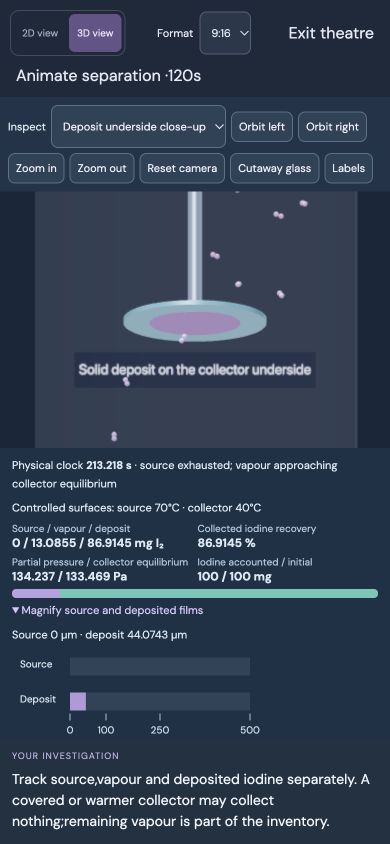 2D view 3D view Format 9:16 Exit theatre
Animate separation ·120s
Inspect Deposit underside close-up Orbit left Orbit right
Zoom in Zoom out Reset camera Cutaway glass Labels
Solid deposit on the collector underside
Physical clock 213.218 s · source exhausted; vapour approaching
collector equilibrium
Controlled surfaces: source 70°C · collector 40°C
Source / vapour / deposit Collected iodine recovery
0 / 13.0855 / 86.9145 mg I₂ 86.9145 %
Partial pressure / collector equilibrium Iodine accounted / initial
134.237 / 133.469 Pa 100 / 100 mg
▼ Magnify source and deposited films
Source 0 μm · deposit 44.0743 μm
Source
Deposit
0 100 250 500
YOUR INVESTIGATION
Track source,vapour and deposited iodine separately. A
covered or warmer collector may collect
nothing;remaining vapour is part of the inventory.